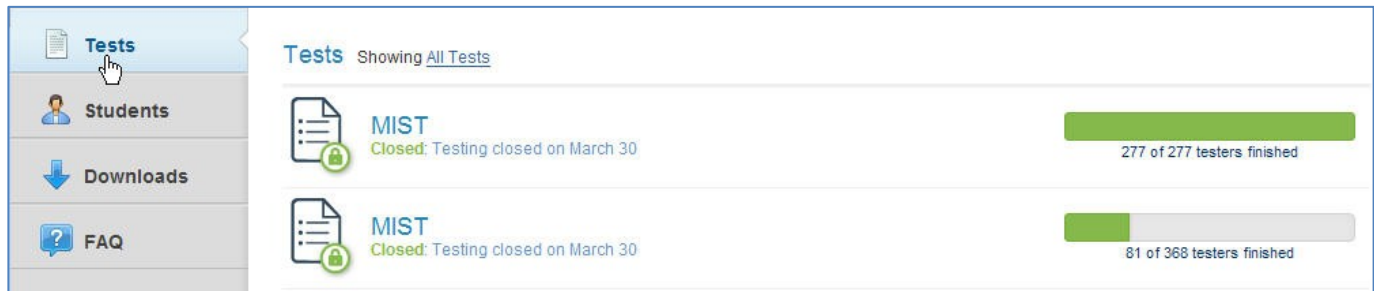 Tests
Students
Downloads
FAQ
Tests Showing All Tests
MIST
Closed: Testing closed on March 30
277 of 277 testers finished
MIST
Closed: Testing closed on March 30
81 of 368 testers finished